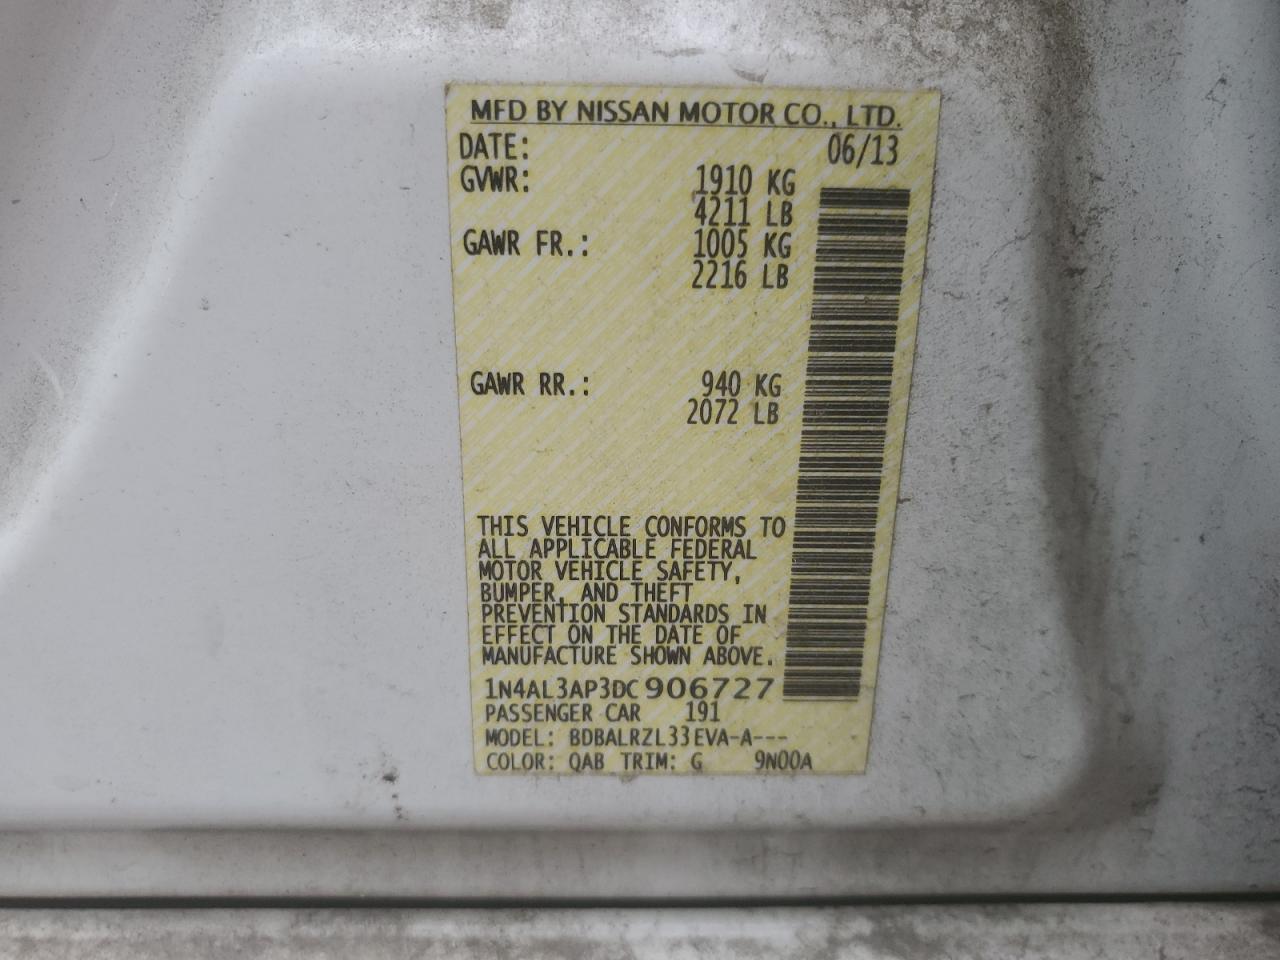 MFD BY NISSAN MOTOR CO., LTD.
DATE: 06/13
GVWR: 1910 KG
4211 LB
GAWR FR.: 1005 KG
2216 LB
GAWR RR.: 940 KG
2072 LB
THIS VEHICLE CONFORMS TO
ALL APPLICABLE FEDERAL
MOTOR VEHICLE SAFETY,
BUMPER, AND THEFT
PREVENTION STANDARDS IN
EFFECT ON THE DATE OF
MANUFACTURE SHOWN ABOVE.
1N4AL3AP3DC906727
PASSENGER CAR 191
MODEL: BDBALRZL33EVA-A---
COLOR: QAB TRIM: G 9N00A